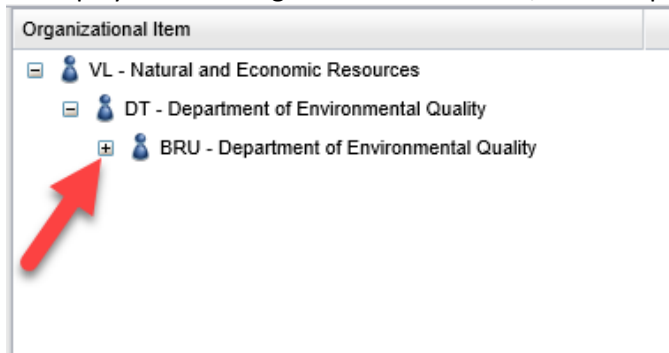 Organizational Item
VL - Natural and Economic Resources
DT - Department of Environmental Quality
BRU - Department of Environmental Quality